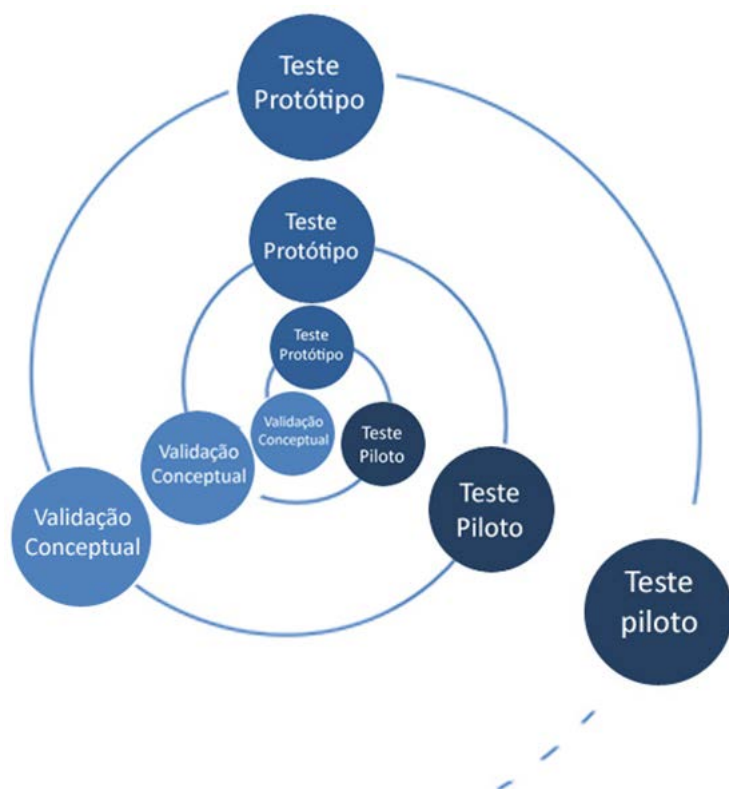 Teste
Protótipo
Teste
Protótipo
Teste
Protótipo
Validação
Conceptual
Teste
Piloto
Validação
Conceptual
Teste
Piloto
Validação
Conceptual
Teste
piloto